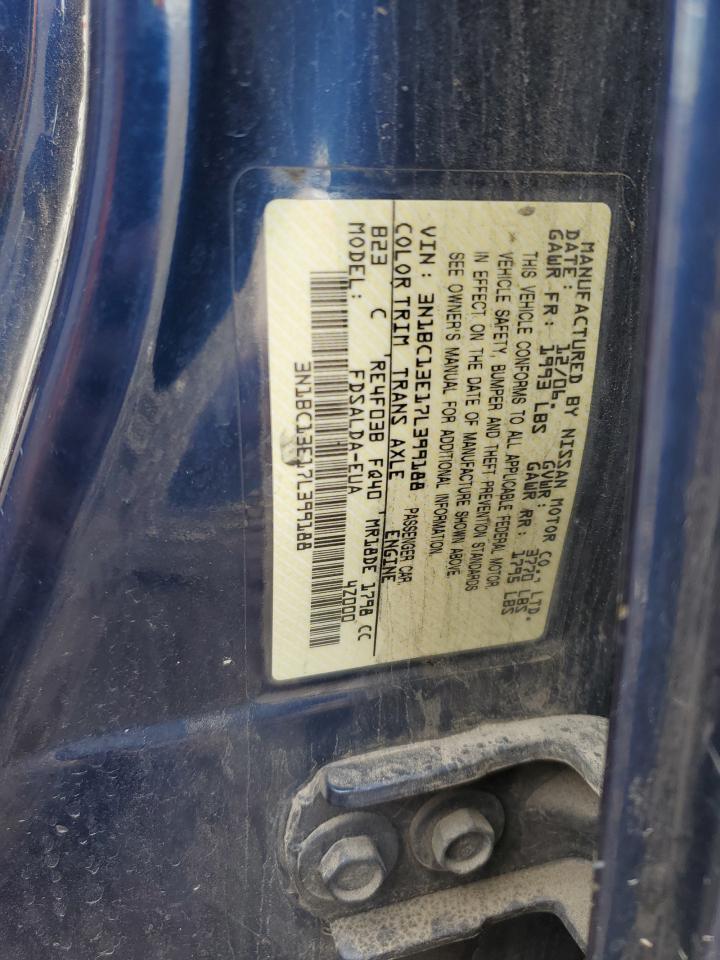 MANUFACTURED BY NISSAN MOTOR CO., LTD.
DATE: 12/06. GVWR: 3770 LBS
GAWR FR: 1993 LBS GAWR RR: 1795 LBS
THIS VEHICLE CONFORMS TO ALL APPLICABLE FEDERAL MOTOR
VEHICLE SAFETY, BUMPER AND THEFT PREVENTION STANDARDS
IN EFFECT ON THE DATE OF MANUFACTURE SHOWN ABOVE.
SEE OWNER'S MANUAL FOR ADDITIONAL INFORMATION.
VIN: 3N1BC13E17L399188 PASSENGER CAR
COLOR TRIM TRANS AXLE ENGINE
B23 C RE4F03B FQ40 MR18DE 1798 CC
MODEL: FDSALDA-EUA 4Z000
3N1BC13E17L399188